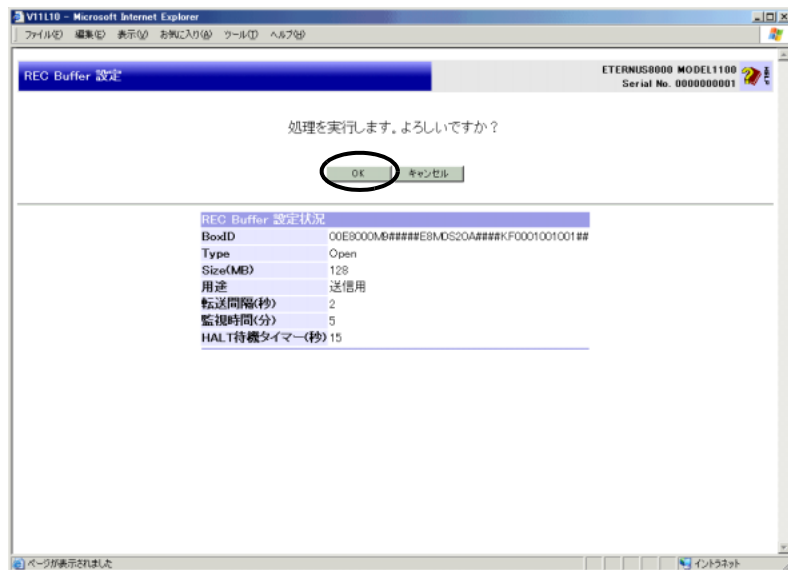 V11L10 - Microsoft Internet Explorer
ファイル(F) 編集(E) 表示(V) お気に入り(A) ツール(T) ヘルプ(H)
REC Buffer 設定
ETERNUS8000 MODEL1100
Serial No. 0000000001
HELP
処理を実行します。よろしいですか？
OK キャンセル
REC Buffer 設定状況
BoxID 00E8000M9#####E8MDS20A####KF0001001001##
Type Open
Size(MB) 128
用途 送信用
転送間隔(秒) 2
監視時間(分) 5
HALT待機タイマー(秒) 15
ページが表示されました
イントラネット